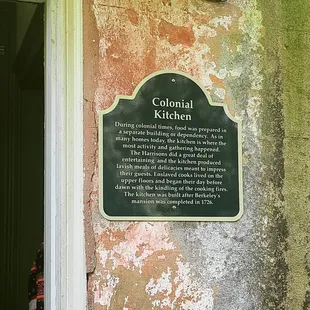 Colonial
Kitchen
During colonial times, food was prepared in
a separate building or dependency. As in
many homes today, the kitchen is where the
most activity and gathering happened.
The Harrisons did a great deal of
entertaining, and the kitchen produced
lavish meals of delicacies meant to impress
their guests. Enslaved cooks lived on the
upper floors and began their day before
dawn with the kindling of the cooking fires.
The kitchen was built after Berkeley's
mansion was completed in 1726.